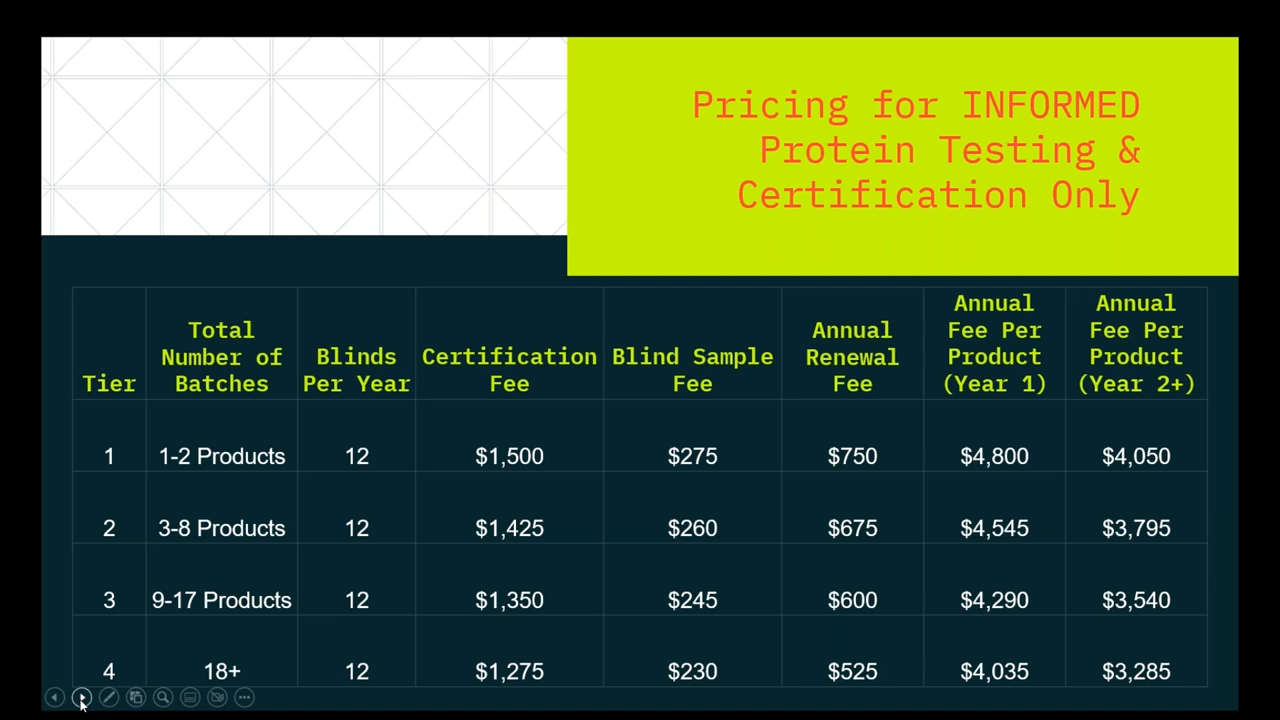 Pricing for INFORMED
Protein Testing &
Certification Only
Tier
Total
Number of
Batches
Blinds
Per Year
Certification
Fee
Blind Sample
Fee
Annual
Renewal
Fee
Annual
Fee Per
Product
(Year 1)
Annual
Fee Per
Product
(Year 2+)
1 1-2 Products 12 $1,500 $275 $750 $4,800 $4,050
2 3-8 Products 12 $1,425 $260 $675 $4,545 $3,795
3 9-17 Products 12 $1,350 $245 $600 $4,290 $3,540
4 18+ 12 $1,275 $230 $525 $4,035 $3,285